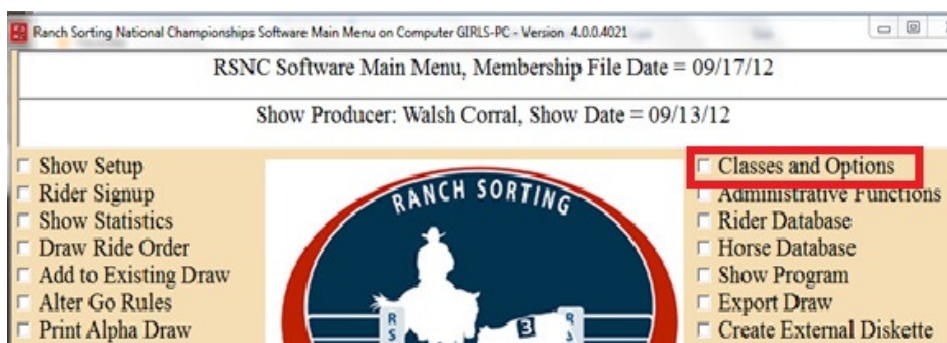 Ranch Sorting National Championships Software Main Menu on Computer GIRLS-PC - Version 4.0.0.4021
RSNC Software Main Menu, Membership File Date = 09/17/12
Show Producer: Walsh Corral, Show Date = 09/13/12
Show Setup
Rider Signup
Show Statistics
Draw Ride Order
Add to Existing Draw
Alter Go Rules
Print Alpha Draw
RANCH SORTING
R S
3
R S
Classes and Options
Administrative Functions
Rider Database
Horse Database
Show Program
Export Draw
Create External Diskette